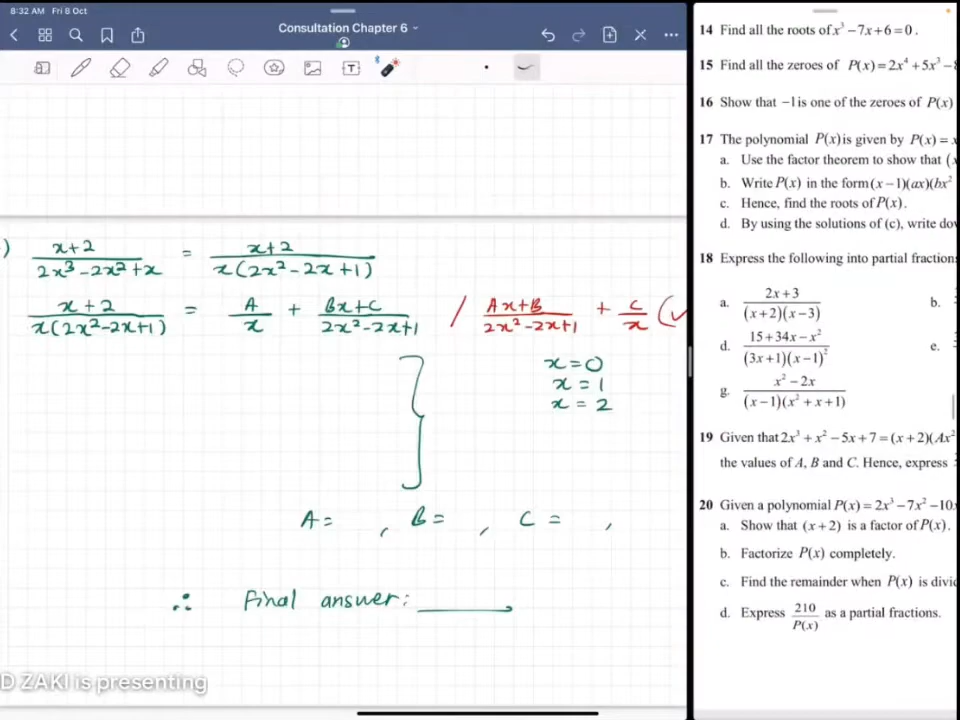 8:32 AM Fri 8 Oct
Consultation Chapter 6
T
) x+2 / 2x³-2x²+x = x+2 / x(2x²-2x+1)
x+2 / x(2x²-2x+1) = A/x + Bx+C / 2x²-2x+1 / Ax+B / 2x²-2x+1 + C/x (✓
x=0
x=1
x=2
A= , B= , C= ,
∴ Final answer:
D ZAKI is presenting
14 Find all the roots of x³ −7x+6=0.
15 Find all the zeroes of P(x)=2x⁴+5x³−
16 Show that −1 is one of the zeroes of P(x)
17 The polynomial P(x) is given by P(x)=
a. Use the factor theorem to show that (
b. Write P(x) in the form (x−1)(ax)(bx²
c. Hence, find the roots of P(x).
d. By using the solutions of (c), write do
18 Express the following into partial fraction
a. 2x+3 / (x+2)(x−3) b.
d. 15+34x−x² / (3x+1)(x−1)² e.
g. x²−2x / (x−1)(x²+x+1)
19 Given that 2x³+x²−5x+7=(x+2)(Ax²
the values of A, B and C. Hence, express
20 Given a polynomial P(x)=2x³−7x²−10
a. Show that (x+2) is a factor of P(x).
b. Factorize P(x) completely.
c. Find the remainder when P(x) is divi
d. Express 210 / P(x) as a partial fractions.